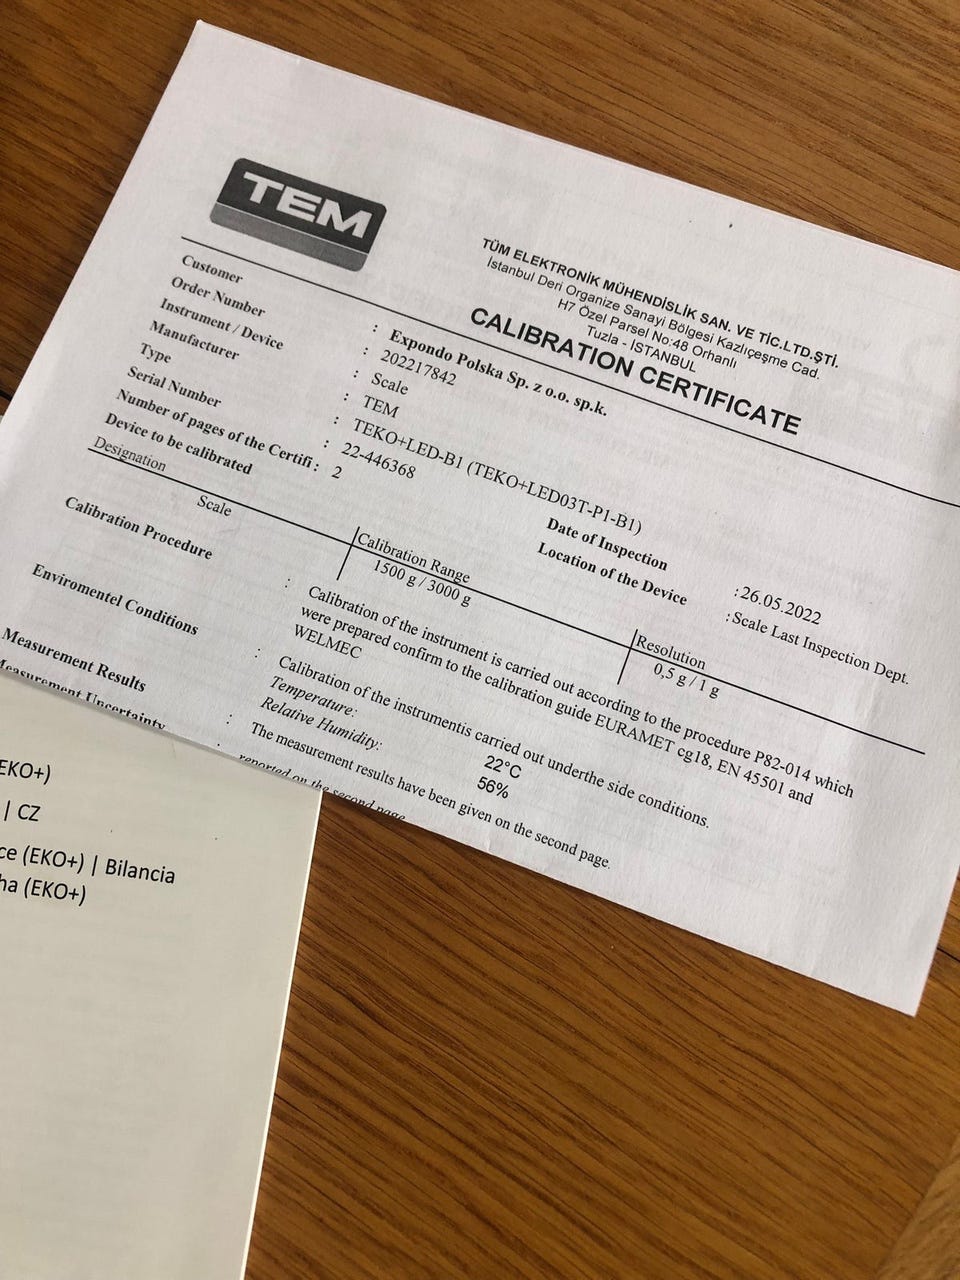 TEM
TÜM ELEKTRONİK MÜHENDİSLİK SAN. VE TİC.LTD.ŞTİ.
İstanbul Deri Organize Sanayi Bölgesi Kazlıçeşme Cad.
H7 Özel Parsel No:48 Orhanlı
Tuzla - İSTANBUL
CALIBRATION CERTIFICATE
Customer : Expondo Polska Sp. z o.o. sp.k.
Order Number : 202217842
Instrument / Device : Scale
Manufacturer : TEM
Type : TEKO+LED-B1 (TEKO+LED03T-P1-B1)
Serial Number : 22-446368
Number of pages of the Certifi : 2
Date of Inspection : 26.05.2022
Location of the Device : Scale Last Inspection Dept.
Device to be calibrated
Designation Calibration Range Resolution
Scale 1500 g / 3000 g 0,5 g / 1 g
Calibration Procedure : Calibration of the instrument is carried out according to the procedure P82-014 which
were prepared confirm to the calibration guide EURAMET cg18, EN 45501 and
WELMEC
Enviromentel Conditions : Calibration of the instrumentis carried out underthe side conditions.
Temperature: 22°C
Relative Humidity: 56%
Measurement Results : The measurement results have been given on the second page.
Measurement Uncertainty reported on the second page
EKO+)
| CZ
ce (EKO+) | Bilancia
ha (EKO+)